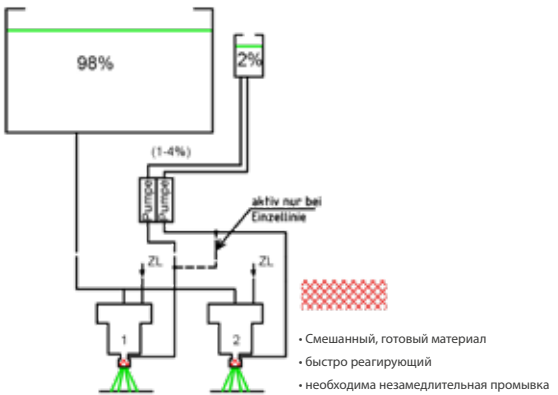 98%
2%
(1-4%)
Pumpe
Pumpe
aktiv nur bei
Einzellinie
ZL
ZL
1
2
• Смешанный, готовый материал
• быстро реагирующий
• необходима незамедлительная промывка